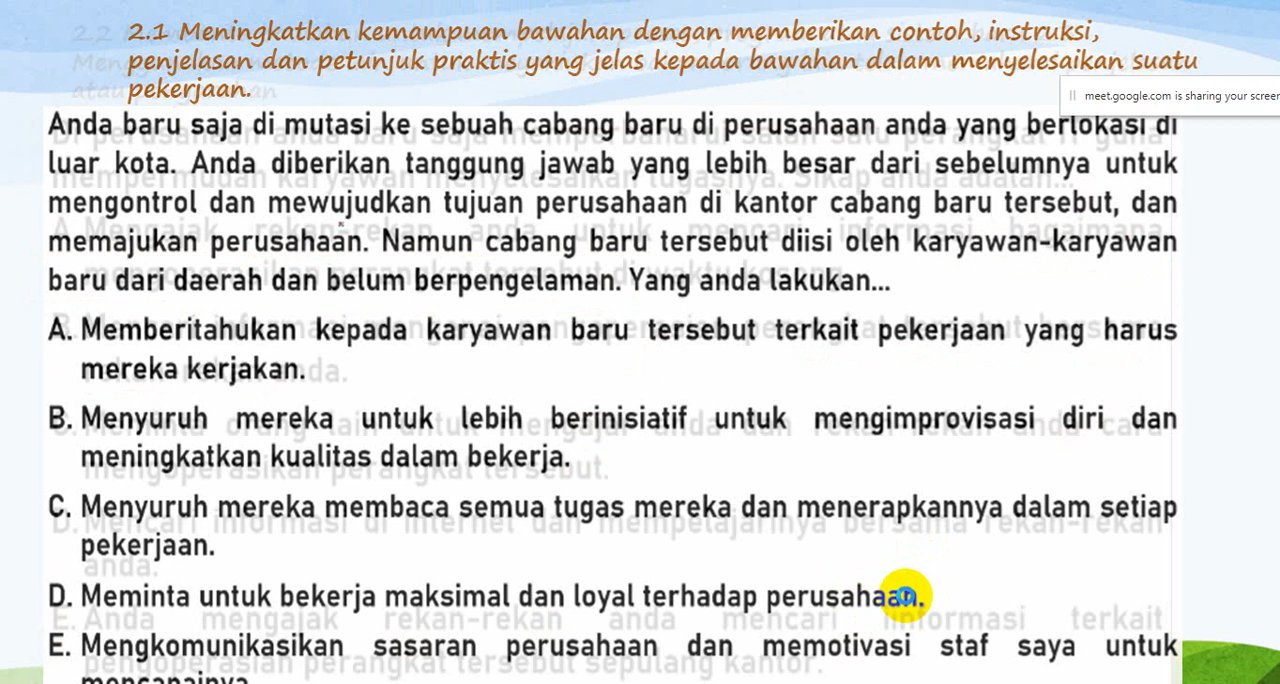 2.1 Meningkatkan kemampuan bawahan dengan memberikan contoh, instruksi,
penjelasan dan petunjuk praktis yang jelas kepada bawahan dalam menyelesaikan suatu
pekerjaan.
meet.google.com is sharing your screen
Anda baru saja di mutasi ke sebuah cabang baru di perusahaan anda yang berlokasi di
luar kota. Anda diberikan tanggung jawab yang lebih besar dari sebelumnya untuk
mengontrol dan mewujudkan tujuan perusahaan di kantor cabang baru tersebut, dan
memajukan perusahaan. Namun cabang baru tersebut diisi oleh karyawan-karyawan
baru dari daerah dan belum berpengelaman. Yang anda lakukan...
A. Memberitahukan kepada karyawan baru tersebut terkait pekerjaan yang harus
mereka kerjakan.
B. Menyuruh mereka untuk lebih berinisiatif untuk mengimprovisasi diri dan
meningkatkan kualitas dalam bekerja.
C. Menyuruh mereka membaca semua tugas mereka dan menerapkannya dalam setiap
pekerjaan.
D. Meminta untuk bekerja maksimal dan loyal terhadap perusahaan.
E. Mengkomunikasikan sasaran perusahaan dan memotivasi staf saya untuk
mencapainya